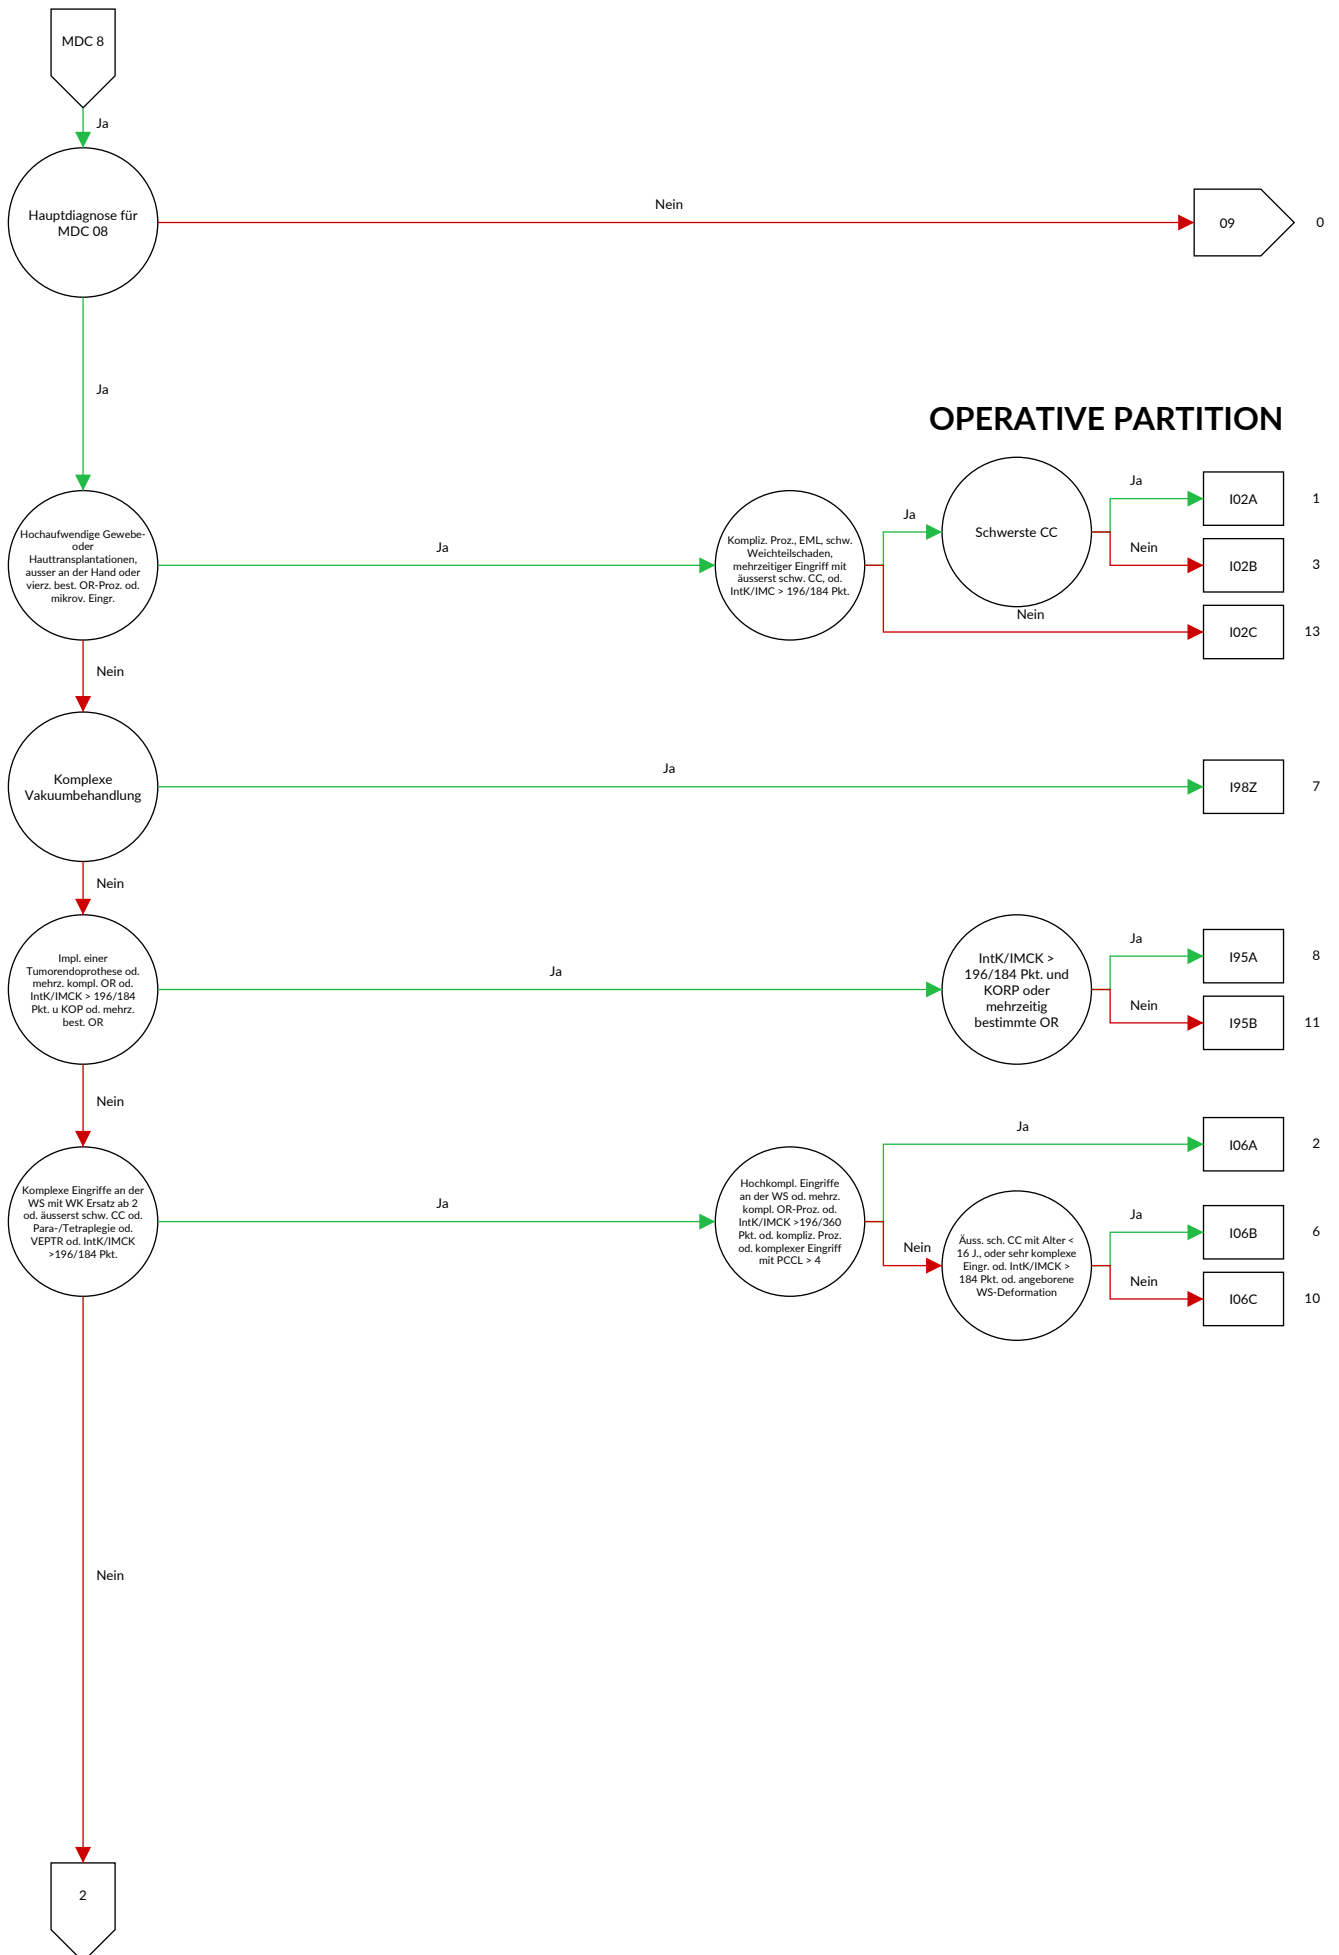 MDC 8
Ja
Hauptdiagnose für
MDC 08
Nein
09
0
Ja
OPERATIVE PARTITION
Hochaufwendige Gewebe-
oder
Hauttransplantationen,
ausser an der Hand oder
vierz. best. OR-Proz. od.
mikrov. Eingr.
Ja
Kompliz. Proz., EML, schw.
Weichteilschaden,
mehrzeitiger Eingriff mit
äusserst schw. CC, od.
IntK/IMC > 196/184 Pkt.
Ja
Schwerste CC
Ja
I02A
1
Nein
I02B
3
Nein
I02C
13
Nein
Komplexe
Vakuumbehandlung
Ja
I98Z
7
Nein
Impl. einer
Tumorendoprothese od.
mehrz. kompl. OR od.
IntK/IMCK > 196/184
Pkt. u KOP od. mehrz.
best. OR
Ja
IntK/IMCK >
196/184 Pkt. und
KORP oder
mehrzeitig
bestimmte OR
Ja
I95A
8
Nein
I95B
11
Nein
Komplexe Eingriffe an der
WS mit WK Ersatz ab 2
od. äusserst schw. CC od.
Para-/Tetraplegie od.
VEPTR od. IntK/IMCK
>196/184 Pkt.
Ja
Hochkompl. Eingriffe
an der WS od. mehrz.
kompl. OR-Proz. od.
IntK/IMCK >196/360
Pkt. od. kompliz. Proz.
od. komplexer Eingriff
mit PCCL > 4
Ja
I06A
2
Nein
Äuss. sch. CC mit Alter <
16 J., oder sehr komplexe
Eingr. od. IntK/IMCK >
184 Pkt. od. angeborene
WS-Deformation
Ja
I06B
6
Nein
I06C
10
Nein
2